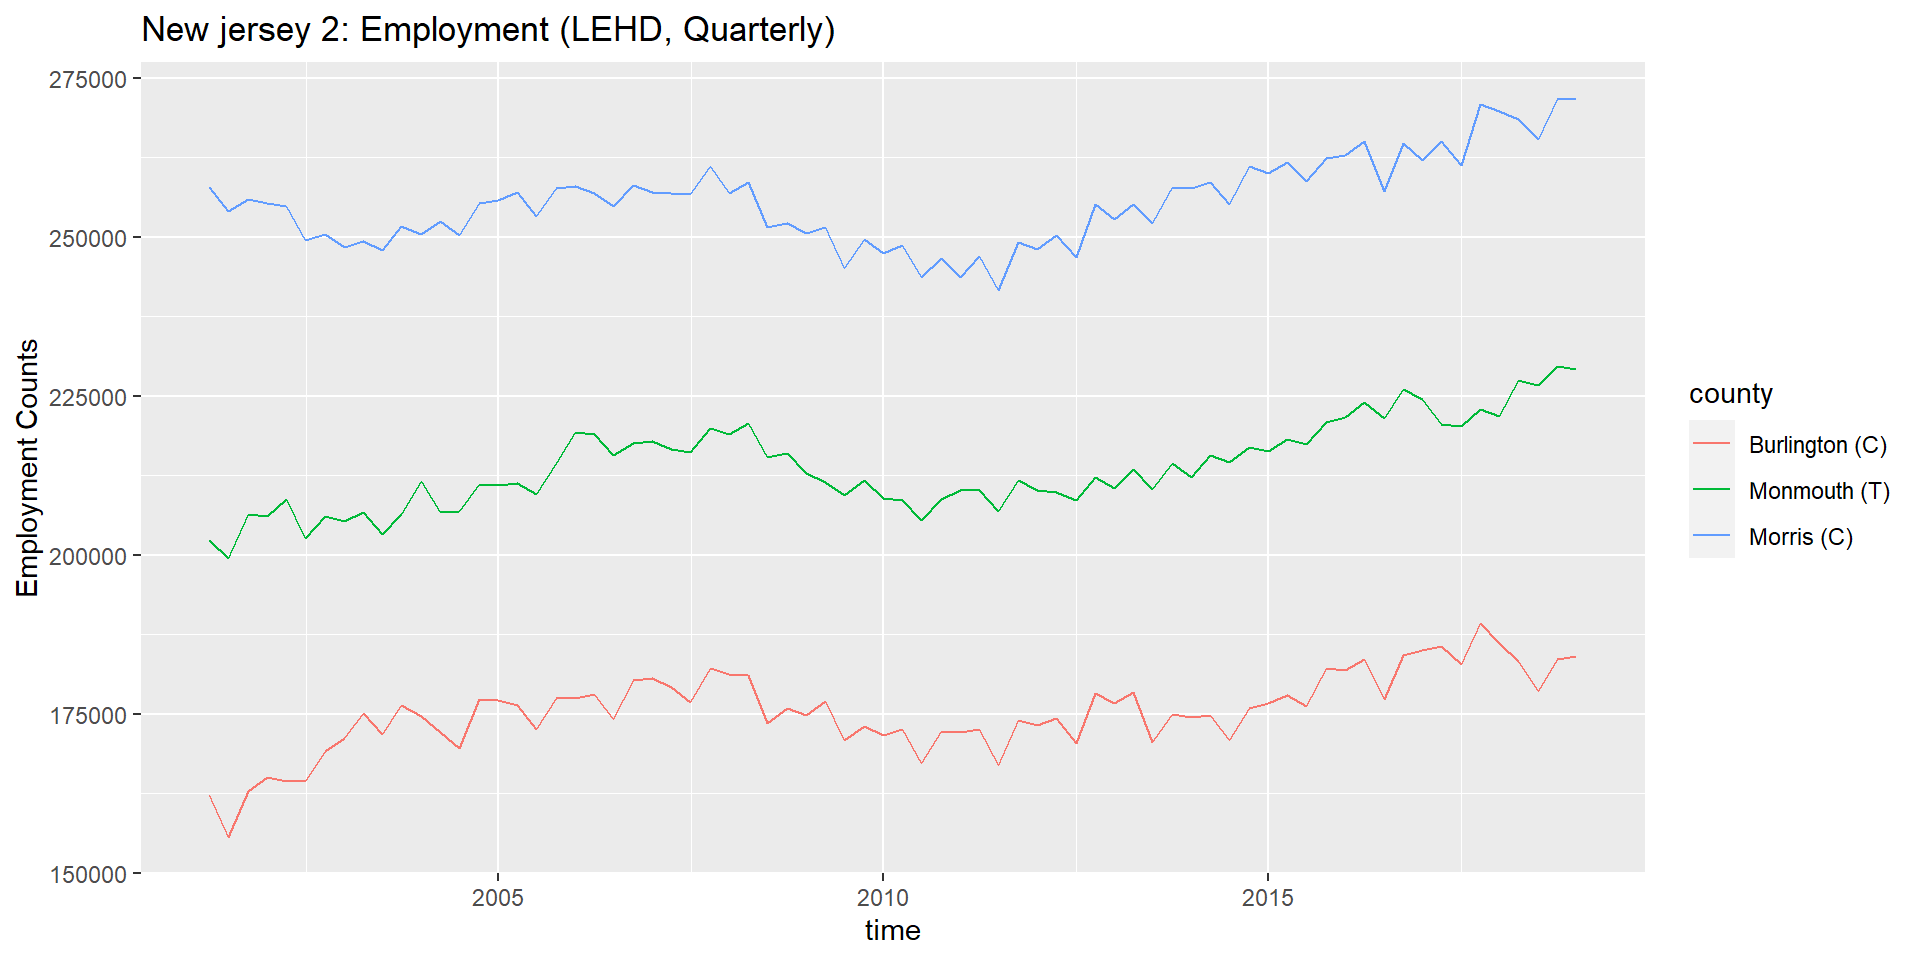 New jersey 2: Employment (LEHD, Quarterly)
Employment Counts
275000
250000
225000
200000
175000
150000
2005
2010
2015
time
county
Burlington (C)
Monmouth (T)
Morris (C)